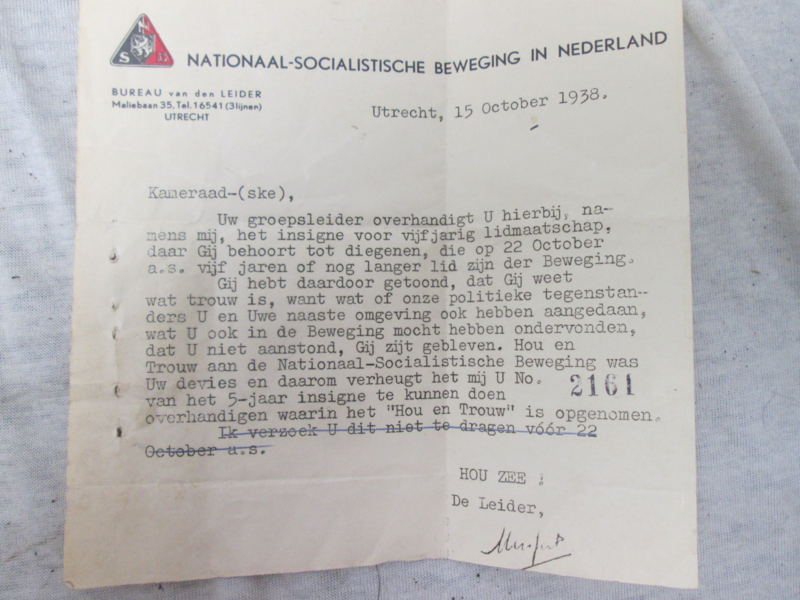 N
S 33
NATIONAAL-SOCIALISTISCHE BEWEGING IN NEDERLAND
BUREAU van den LEIDER
Maliebaan 35, Tel. 16541 (3 lijnen)
UTRECHT
Utrecht, 15 October 1938.
Kameraad-(ske),
Uw groepsleider overhandigt U hierbij, na-
mens mij, het insigne voor vijfjarig lidmaatschap,
daar Gij behoort tot diegenen, die op 22 October
a.s. vijf jaren of nog langer lid zijn der Beweging.
Gij hebt daardoor getoond, dat Gij weet
wat trouw is, want wat of onze politieke tegenstan-
ders U en Uwe naaste omgeving ook hebben aangedaan,
wat U ook in de Beweging mocht hebben ondervonden,
dat U niet aanstond, Gij zijt gebleven. Hou en
Trouw aan de Nationaal-Socialistische Beweging was
Uw devies en daarom verheugt het mij U No. 2161
van het 5-jaar insigne te kunnen doen
overhandigen waarin het "Hou en Trouw" is opgenomen.
Ik verzoek U dit niet te dragen vóór 22
October a.s.
HOU ZEE !
De Leider,